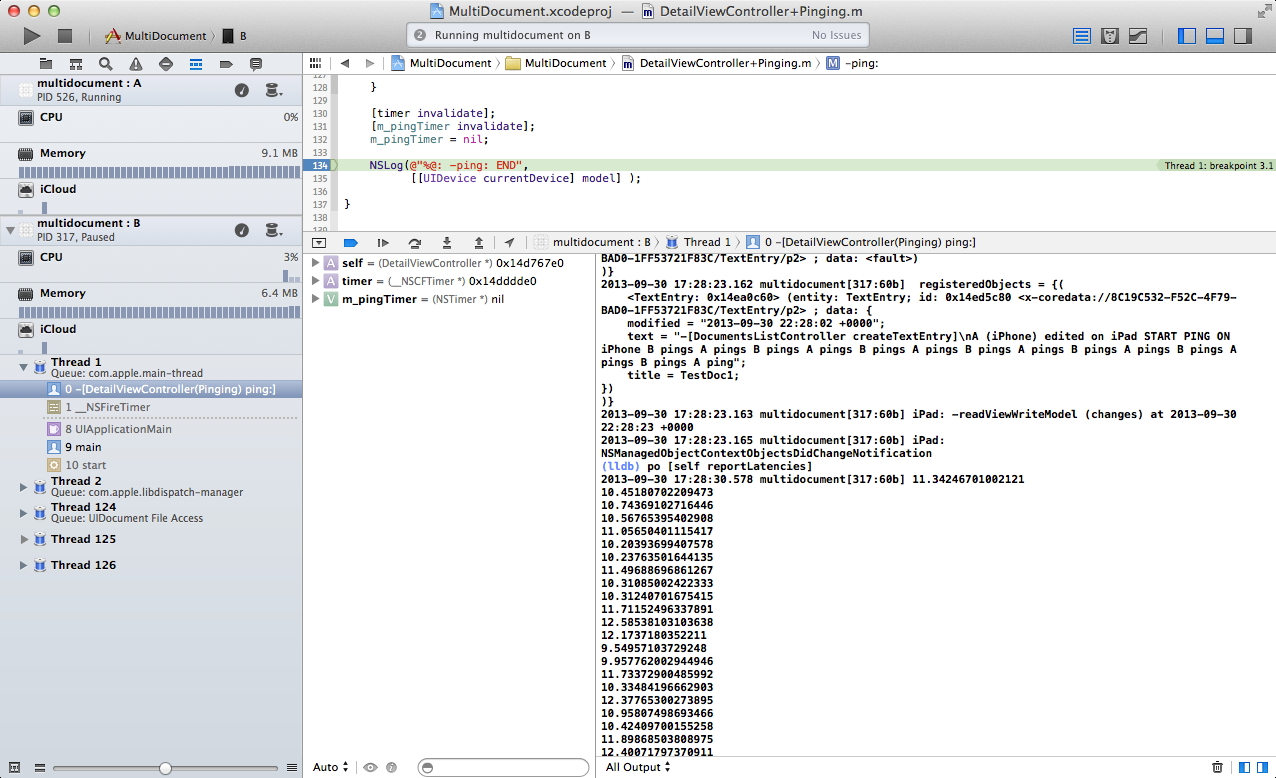 MultiDocument.xcodeproj — DetailViewController+Pinging.m
MultiDocument B
2 Running multidocument on B No Issues
multidocument : A
PID 526, Running
CPU 0%
Memory 9.1 MB
iCloud
multidocument : B
PID 317, Paused
CPU 3%
Memory 6.4 MB
iCloud
Thread 1
Queue: com.apple.main-thread
0 -[DetailViewController(Pinging) ping:]
1 __NSFireTimer
8 UIApplicationMain
9 main
10 start
Thread 2
Queue: com.apple.libdispatch-manager
Thread 124
Queue: UIDocument File Access
Thread 125
Thread 126
MultiDocument MultiDocument DetailViewController+Pinging.m M -ping:
127
128 }
129
130 [timer invalidate];
131 [m_pingTimer invalidate];
132 m_pingTimer = nil;
133
134 NSLog(@"%@: -ping: END", Thread 1: breakpoint 3.1
135 [[UIDevice currentDevice] model] );
136
137 }
138
139
multidocument : B Thread 1 0 -[DetailViewController(Pinging) ping:]
A self = (DetailViewController *) 0x14d767e0
A timer = (__NSCFTimer *) 0x14dddde0
V m_pingTimer = (NSTimer *) nil
Auto
BAD0-1FF53721F83C/TextEntry/p2> ; data: <fault>)
)}
2013-09-30 17:28:23.162 multidocument[317:60b] registeredObjects = {(
<TextEntry: 0x14ea0c60> (entity: TextEntry; id: 0x14ed5c80 <x-coredata://8C19C532-F52C-4F79-
BAD0-1FF53721F83C/TextEntry/p2> ; data: {
modified = "2013-09-30 22:28:02 +0000";
text = "-[DocumentsListController createTextEntry]\nA (iPhone) edited on iPad START PING ON
iPhone B pings A pings B pings A pings B pings A pings B pings A pings B pings A pings B pings A
pings B pings A ping";
title = TestDoc1;
})
)}
2013-09-30 17:28:23.163 multidocument[317:60b] iPad: -readViewWriteModel (changes) at 2013-09-30
22:28:23 +0000
2013-09-30 17:28:23.165 multidocument[317:60b] iPad:
NSManagedObjectContextObjectsDidChangeNotification
(lldb) po [self reportLatencies]
2013-09-30 17:28:30.578 multidocument[317:60b] 11.34246701002121
10.45180702209473
10.74369102716446
10.56765395402908
11.05650401115417
10.20393699407578
10.23763501644135
11.49688696861267
10.31085002422333
10.31240701675415
11.71152496337891
12.58538103103638
12.1737180352211
9.54957103729248
9.957762002944946
11.73372900485992
10.33484196662903
12.37765300273895
10.95807498693466
10.42409700155258
11.89868503808975
12.40071797370911
All Output